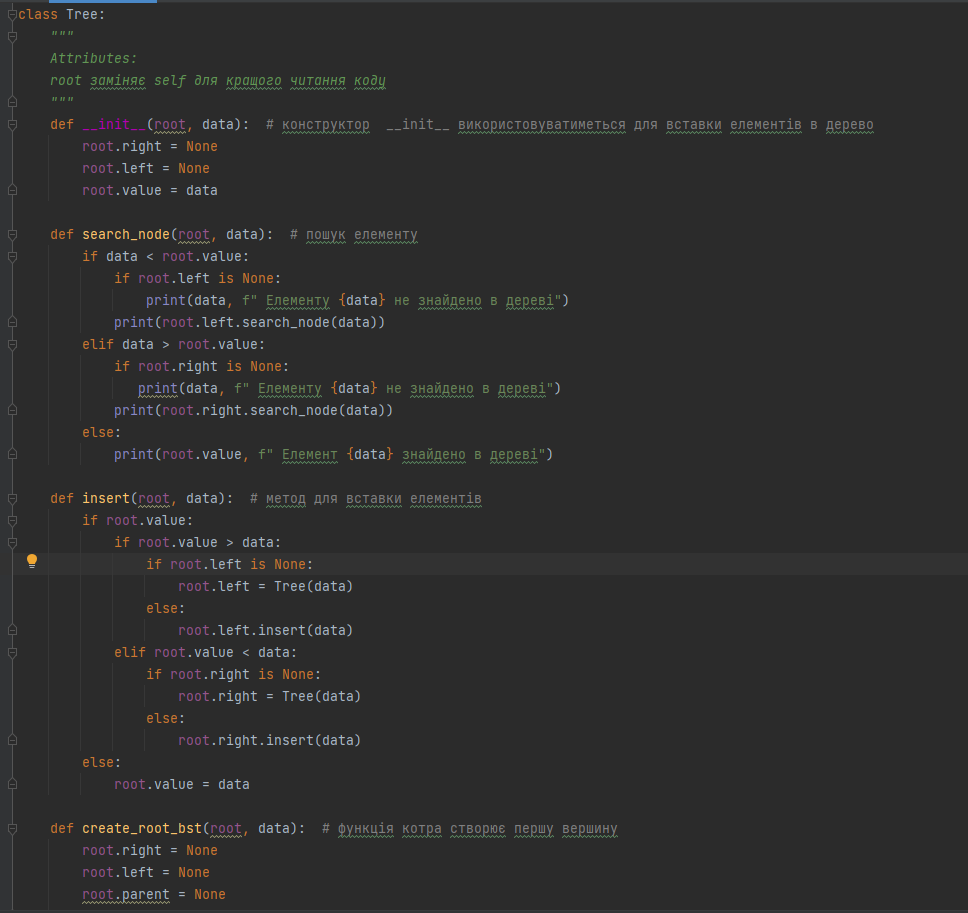 class Tree:
    """
    Attributes:
    root заміняє self для кращого читання коду
    """
    def __init__(root, data):  # конструктор  __init__ використовуватиметься для вставки елементів в дерево
        root.right = None
        root.left = None
        root.value = data

    def search_node(root, data):  # пошук елементу
        if data < root.value:
            if root.left is None:
                print(data, f" Елементу {data} не знайдено в дереві")
            print(root.left.search_node(data))
        elif data > root.value:
            if root.right is None:
               print(data, f" Елементу {data} не знайдено в дереві")
            print(root.right.search_node(data))
        else:
            print(root.value, f" Елемент {data} знайдено в дереві")

    def insert(root, data):  # метод для вставки елементів
        if root.value:
            if root.value > data:
                if root.left is None:
                    root.left = Tree(data)
                else:
                    root.left.insert(data)
            elif root.value < data:
                if root.right is None:
                    root.right = Tree(data)
                else:
                    root.right.insert(data)
        else:
            root.value = data

    def create_root_bst(root, data):  # функція котра створює першу вершину
        root.right = None
        root.left = None
        root.parent = None